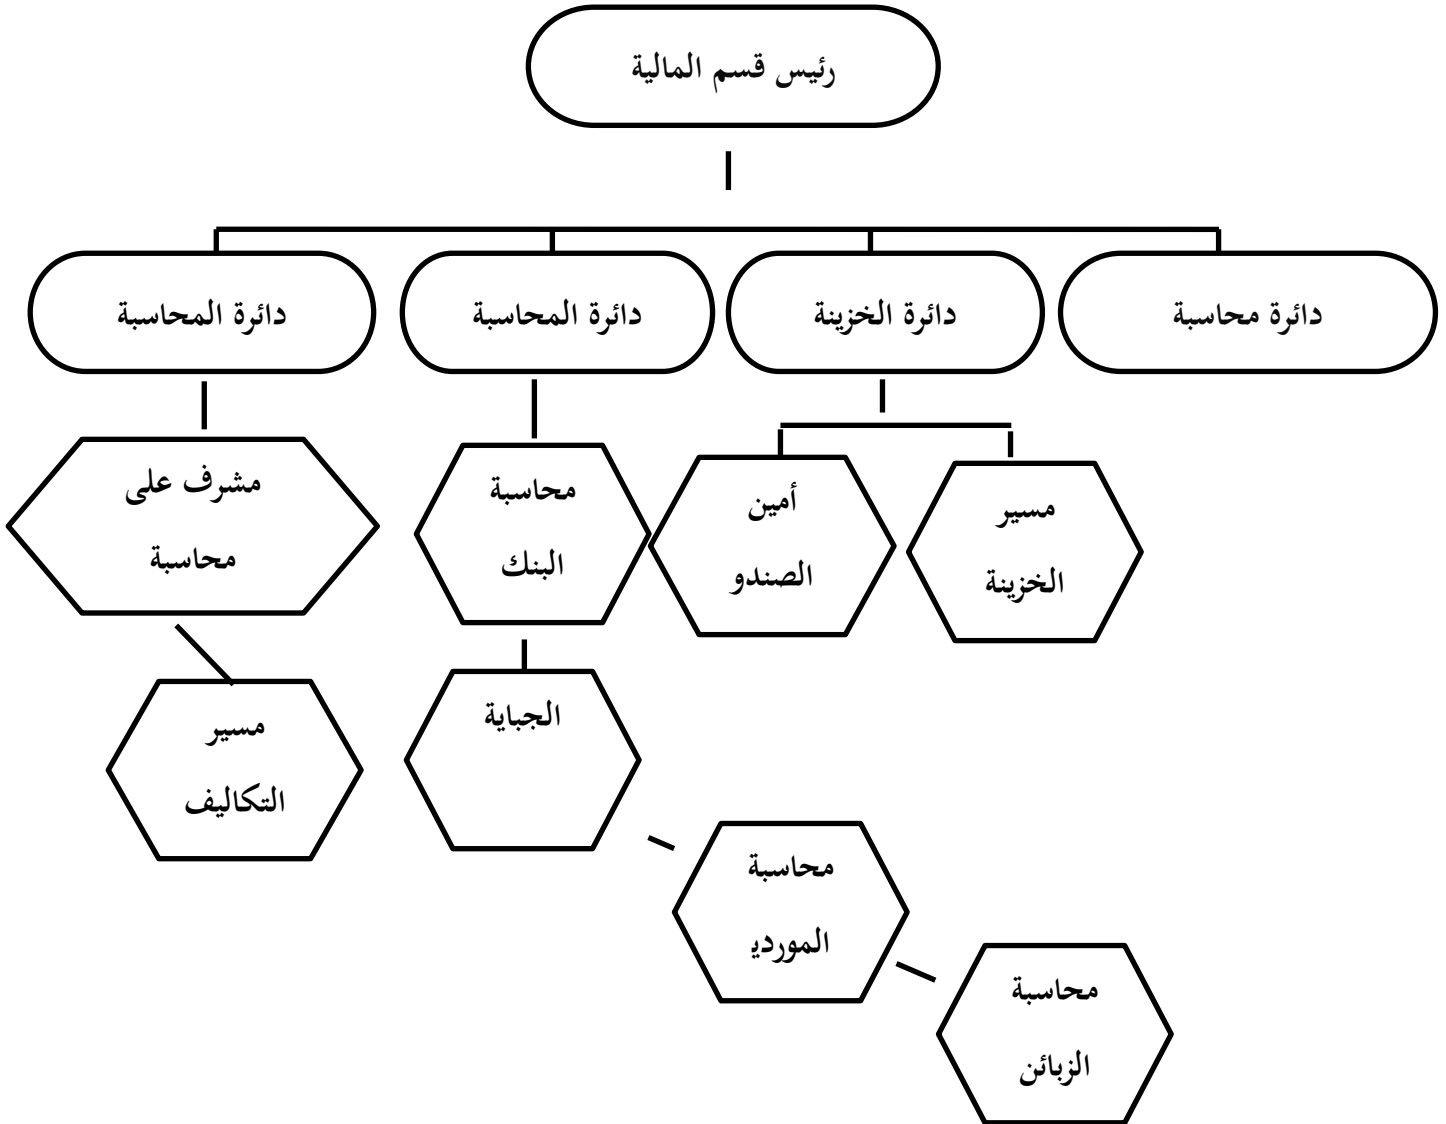 رئيس قسم المالية
دائرة محاسبة
دائرة الخزينة
دائرة المحاسبة
دائرة المحاسبة
مسير
الخزينة
أمين
الصندو
محاسبة
البنك
مشرف على
محاسبة
الجباية
مسير
التكاليف
محاسبة
الموردي
محاسبة
الزبائن